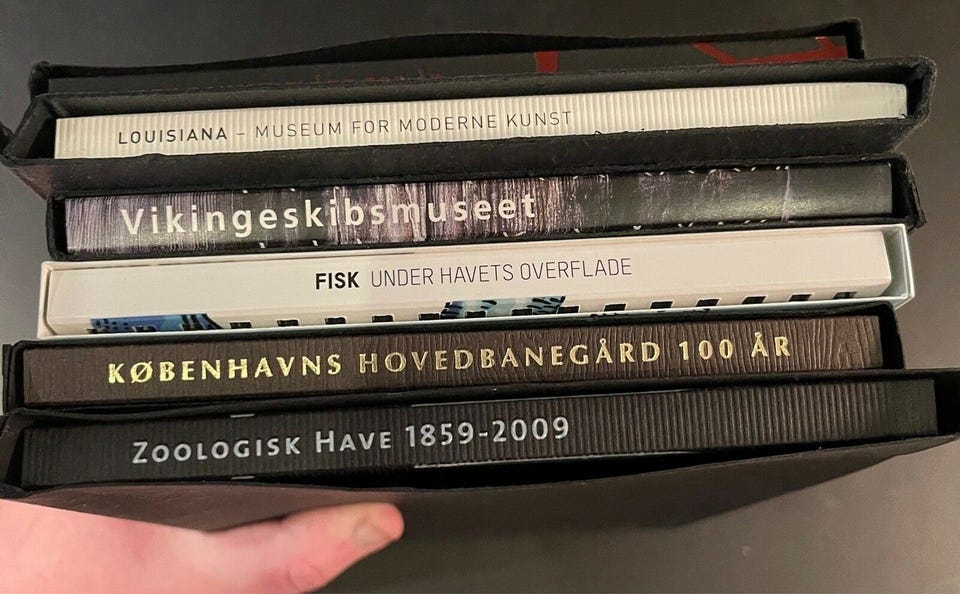 LOUISIANA – MUSEUM FOR MODERNE KUNST
Vikingeskibsmuseet
FISK UNDER HAVETS OVERFLADE
KØBENHAVNS HOVEDBANEGÅRD 100 ÅR
ZOOLOGISK HAVE 1859-2009